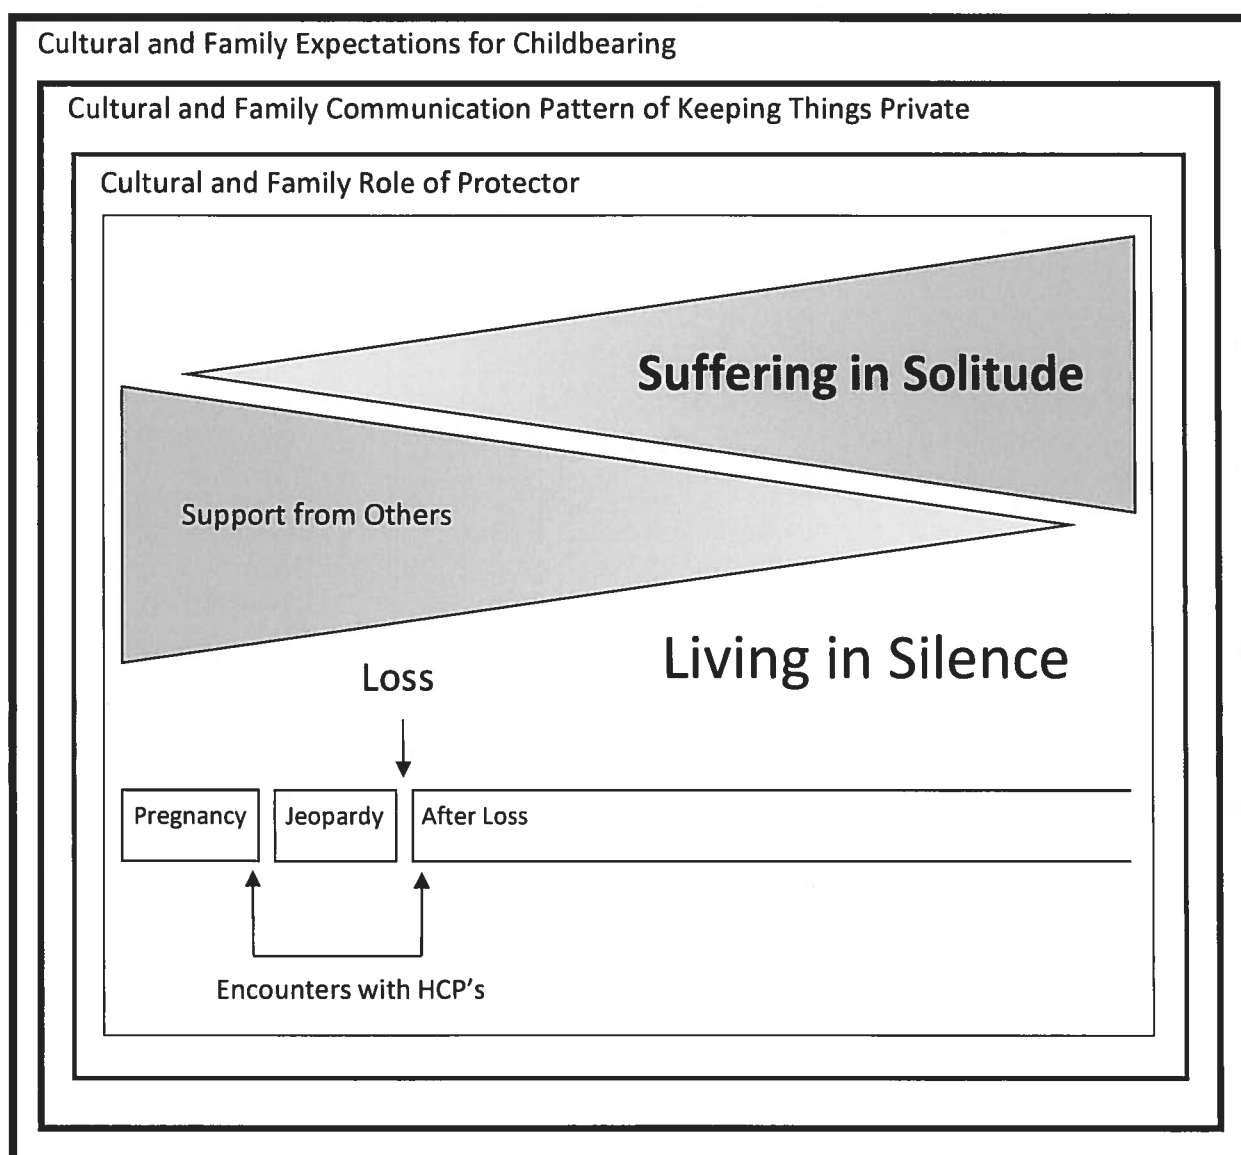 Cultural and Family Expectations for Childbearing
Cultural and Family Communication Pattern of Keeping Things Private
Cultural and Family Role of Protector
Suffering in Solitude
Support from Others
Living in Silence
Loss
Pregnancy
Jeopardy
After Loss
Encounters with HCP's